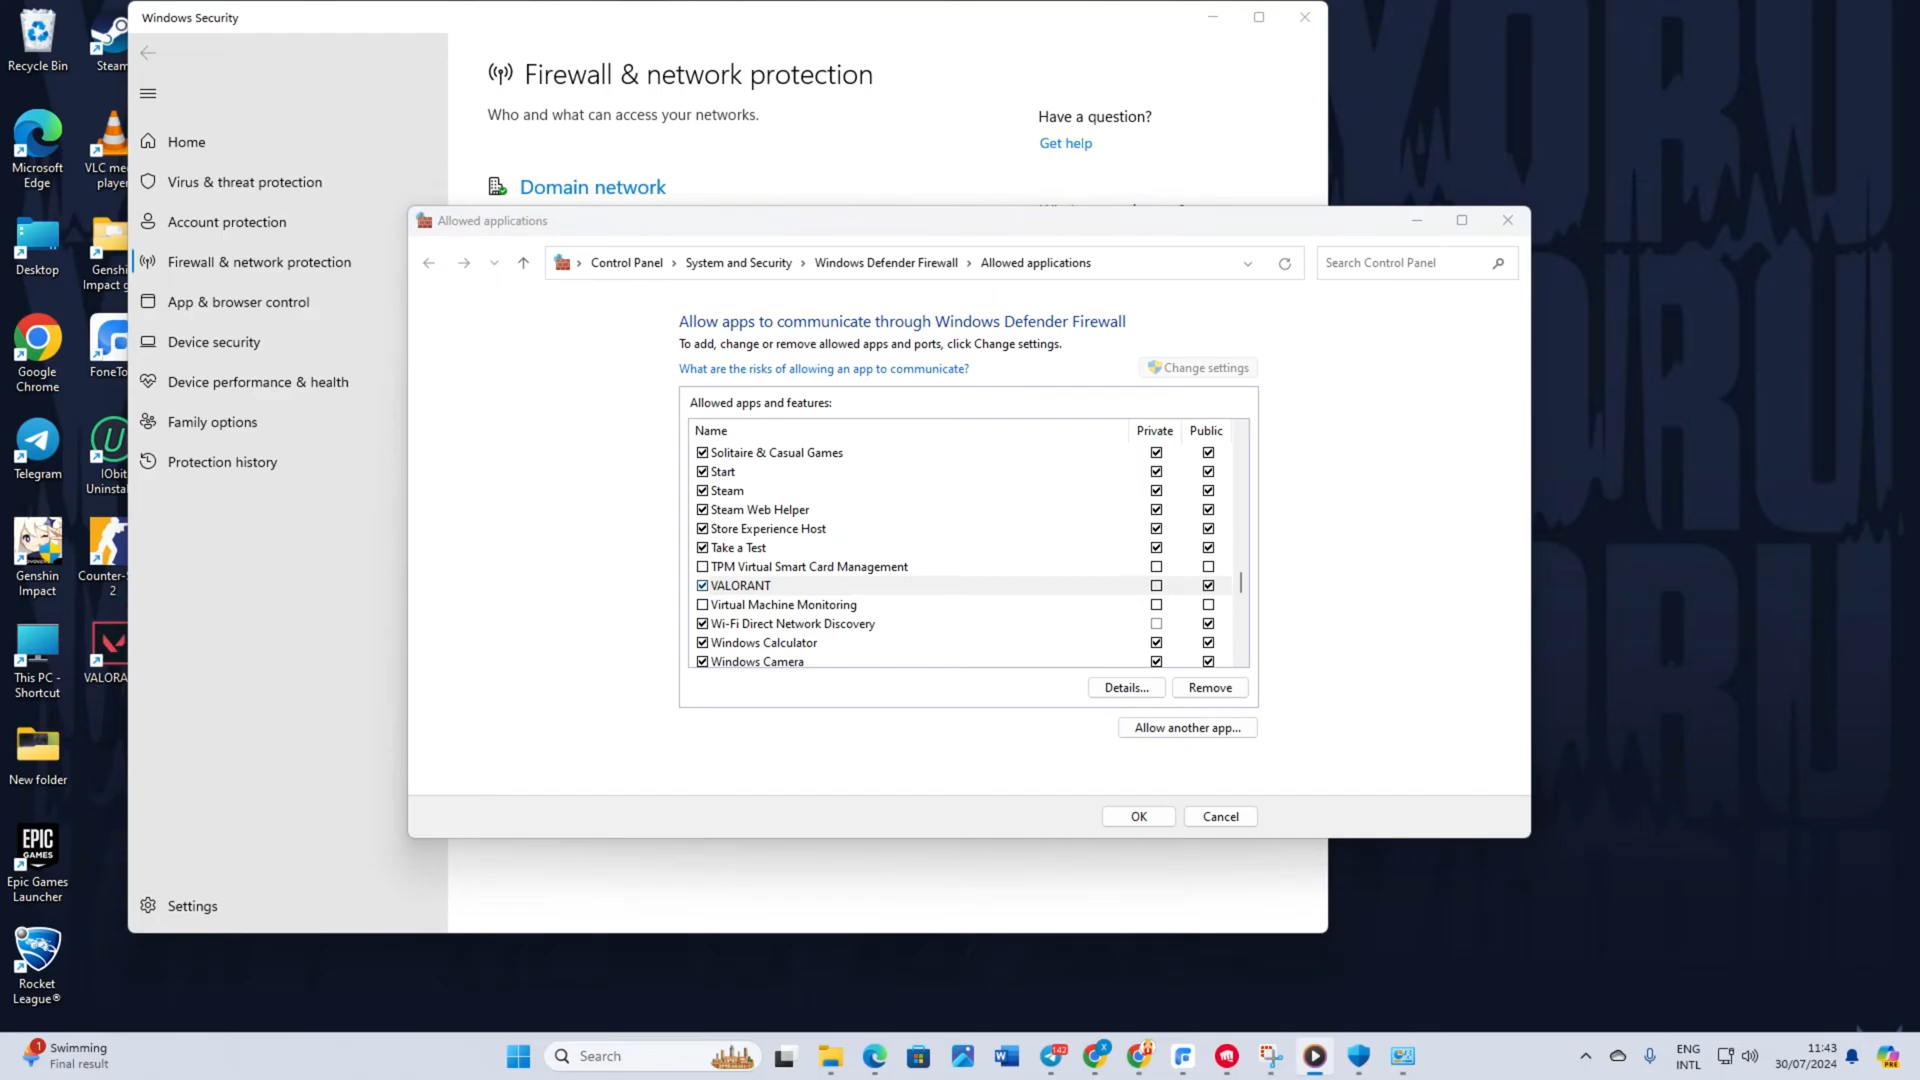 Windows Security
Recycle Bin
Steam
Microsoft
Edge
VLC me
player
Desktop
Genshi
Impact g
Google
Chrome
FoneTo
Telegram
IObit
Uninstal
Genshin
Impact
Counter-S
2
This PC -
Shortcut
VALORA
New folder
EPIC
GAMES
Epic Games
Launcher
Rocket
League®
Home
Virus & threat protection
Account protection
Firewall & network protection
App & browser control
Device security
Device performance & health
Family options
Protection history
Settings
Firewall & network protection
Who and what can access your networks.
Have a question?
Get help
Domain network
Allowed applications
Control Panel > System and Security > Windows Defender Firewall > Allowed applications
Search Control Panel
Allow apps to communicate through Windows Defender Firewall
To add, change or remove allowed apps and ports, click Change settings.
What are the risks of allowing an app to communicate?
Change settings
Allowed apps and features:
Name Private Public
Solitaire & Casual Games
Start
Steam
Steam Web Helper
Store Experience Host
Take a Test
TPM Virtual Smart Card Management
VALORANT
Virtual Machine Monitoring
Wi-Fi Direct Network Discovery
Windows Calculator
Windows Camera
Details... Remove
Allow another app...
OK Cancel
1
Swimming
Final result
Search
142
ENG
INTL
11:43
30/07/2024
PRE